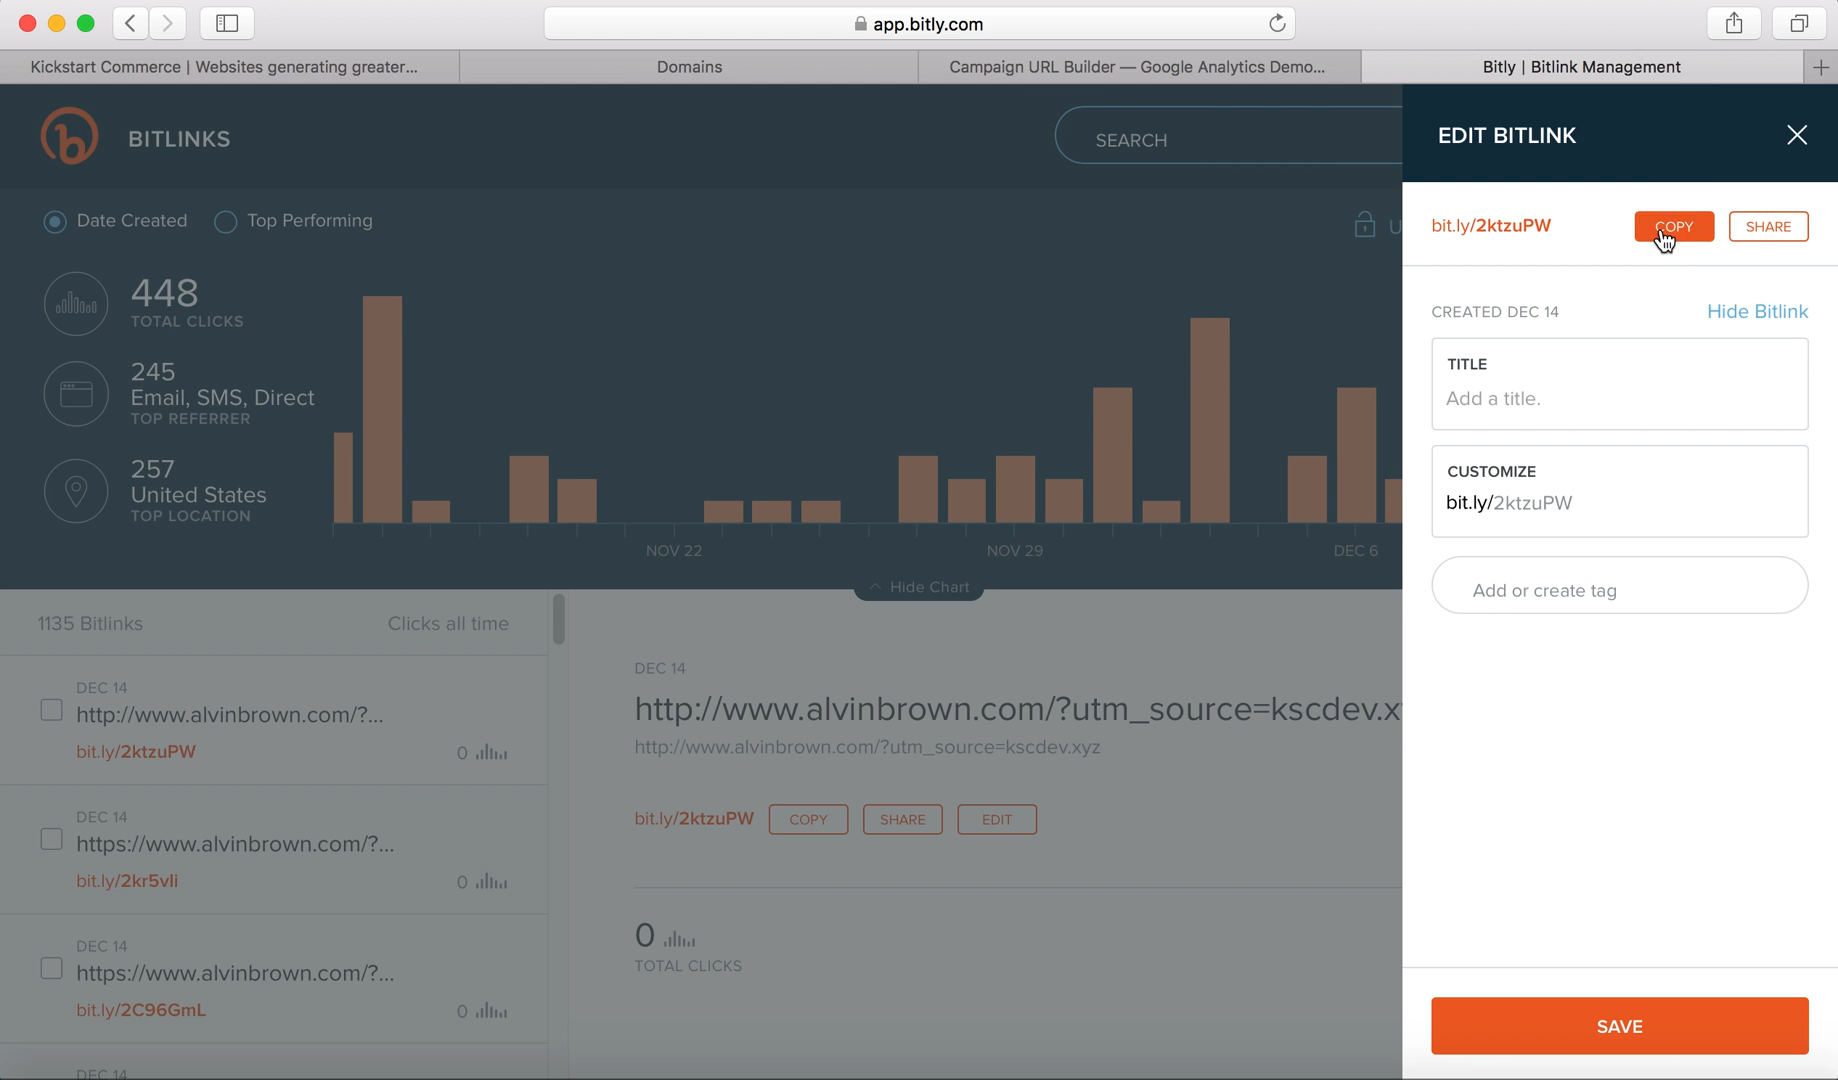 app.bitly.com
Kickstart Commerce | Websites generating greater...
Domains
Campaign URL Builder — Google Analytics Demo...
Bitly | Bitlink Management
BITLINKS
SEARCH
EDIT BITLINK
Date Created
Top Performing
U
bit.ly/2ktzuPW
COPY
SHARE
448
TOTAL CLICKS
CREATED DEC 14
Hide Bitlink
245
Email, SMS, Direct
TOP REFERRER
TITLE
Add a title.
257
United States
TOP LOCATION
CUSTOMIZE
bit.ly/2ktzuPW
NOV 22
NOV 29
DEC 6
Hide Chart
Add or create tag
1135 Bitlinks
Clicks all time
DEC 14
http://www.alvinbrown.com/?...
bit.ly/2ktzuPW
0
DEC 14
https://www.alvinbrown.com/?...
bit.ly/2kr5vli
0
DEC 14
https://www.alvinbrown.com/?...
bit.ly/2C96GmL
0
DEC 14
DEC 14
http://www.alvinbrown.com/?utm_source=kscdev.x
http://www.alvinbrown.com/?utm_source=kscdev.xyz
bit.ly/2ktzuPW
COPY
SHARE
EDIT
0
TOTAL CLICKS
SAVE